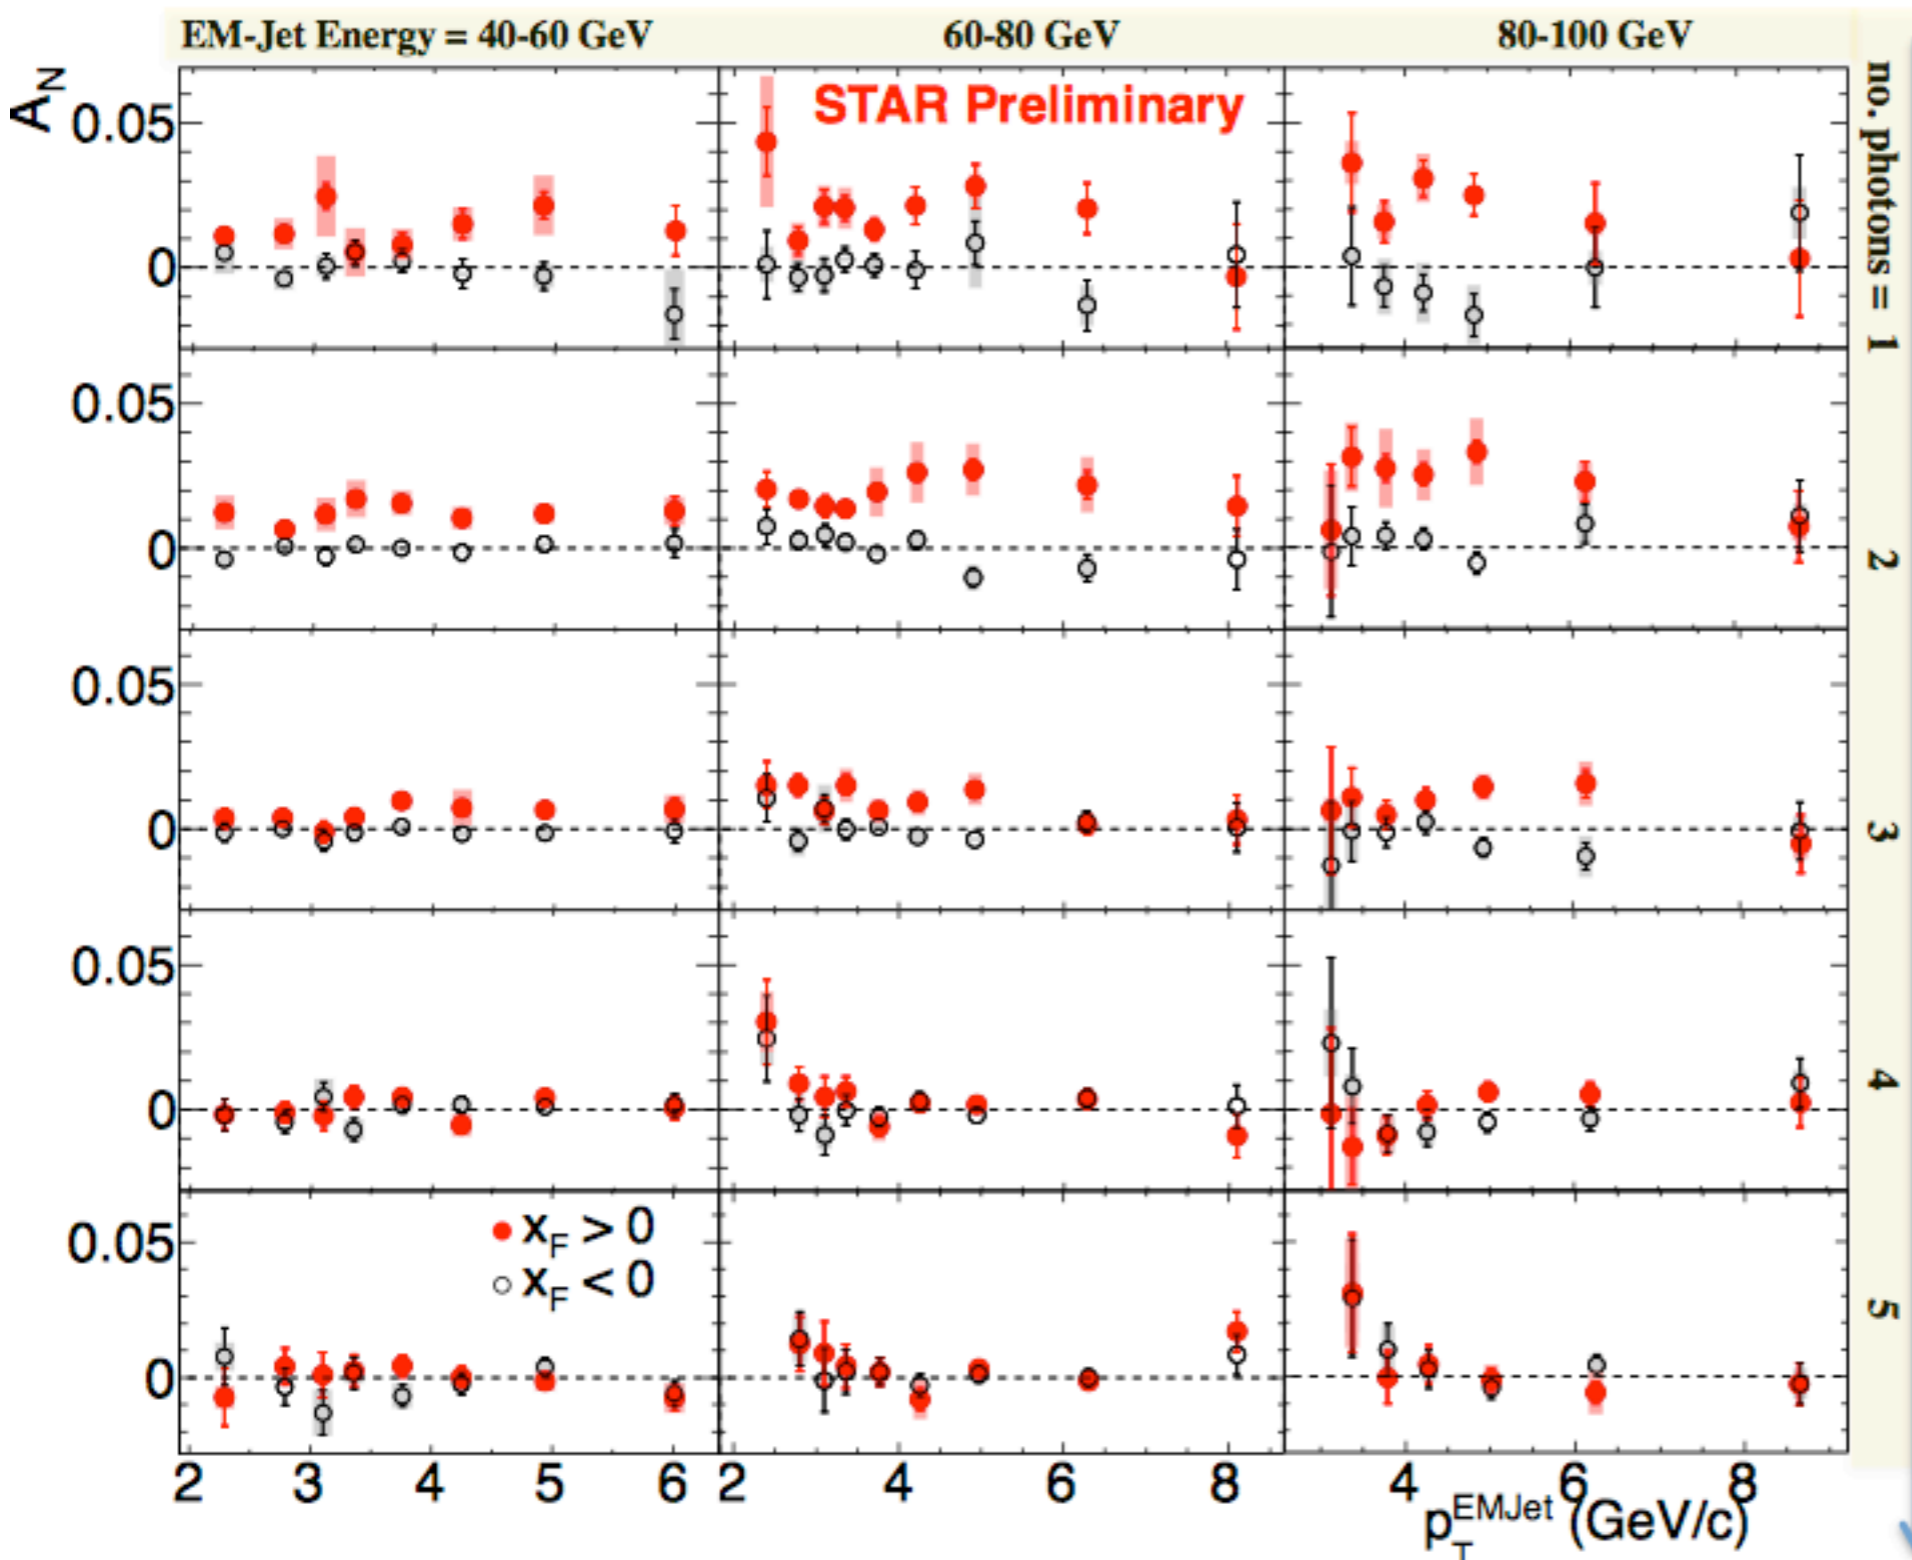 EM-Jet Energy = 40-60 GeV 60-80 GeV 80-100 GeV
A_N
STAR Preliminary
0.05
0
no. photons = 1
0.05
0
2
0.05
0
3
0.05
0
4
x_F > 0
x_F < 0
0.05
0
5
2 3 4 5 6 2 4 6 8 4 6 8
p_T^EMJet (GeV/c)